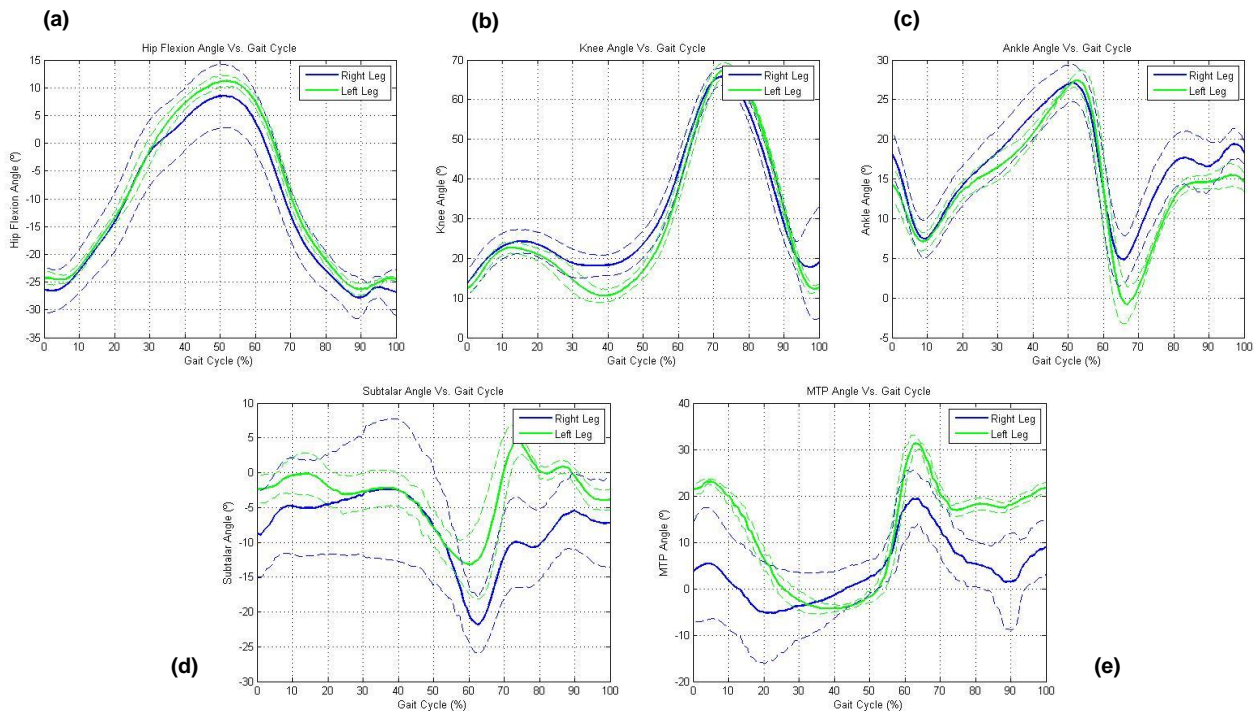 (a)
Hip Flexion Angle Vs. Gait Cycle
Hip Flexion Angle (º)
15
10
5
0
-5
-10
-15
-20
-25
-30
-35
0 10 20 30 40 50 60 70 80 90 100
Gait Cycle (%)
Right Leg
Left Leg
(b)
Knee Angle Vs. Gait Cycle
Knee Angle (º)
70
60
50
40
30
20
10
0
0 10 20 30 40 50 60 70 80 90 100
Gait Cycle (%)
Right Leg
Left Leg
(c)
Ankle Angle Vs. Gait Cycle
Ankle Angle (º)
30
25
20
15
10
5
0
-5
0 10 20 30 40 50 60 70 80 90 100
Gait Cycle (%)
Right Leg
Left Leg
(d)
Subtalar Angle Vs. Gait Cycle
Subtalar Angle (º)
10
5
0
-5
-10
-15
-20
-25
-30
0 10 20 30 40 50 60 70 80 90 100
Gait Cycle (%)
Right Leg
Left Leg
MTP Angle Vs. Gait Cycle
MTP Angle (º)
40
30
20
10
0
-10
-20
0 10 20 30 40 50 60 70 80 90 100
Gait Cycle (%)
Right Leg
Left Leg
(e)